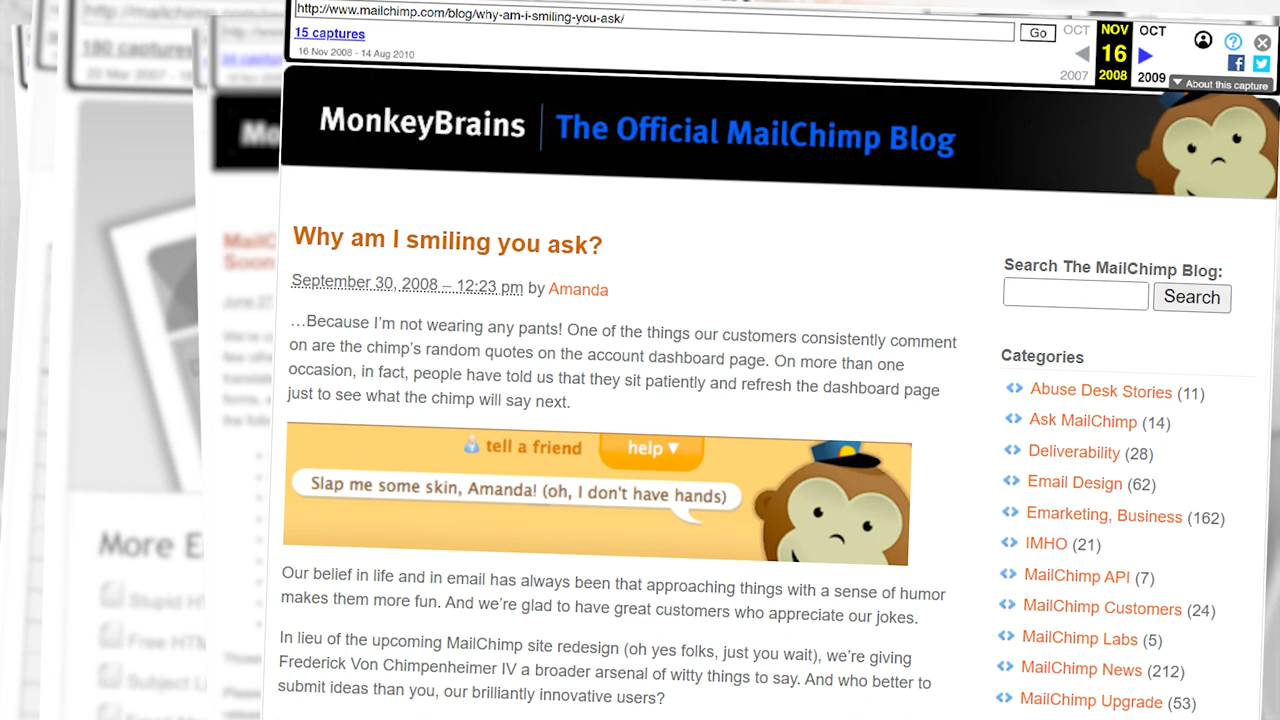 http://www.mailchimp.com/blog/why-am-i-smiling-you-ask/
Go
OCT
NOV
OCT
15 captures
16
16 Nov 2008 - 14 Aug 2010
2007
2008
2009
▼ About this capture
MonkeyBrains | The Official MailChimp Blog
Why am I smiling you ask?
September 30, 2008 – 12:23 pm by Amanda
…Because I'm not wearing any pants! One of the things our customers consistently comment
on are the chimp's random quotes on the account dashboard page. On more than one
occasion, in fact, people have told us that they sit patiently and refresh the dashboard page
just to see what the chimp will say next.
tell a friend
help ▼
Slap me some skin, Amanda! (oh, I don't have hands)
Our belief in life and in email has always been that approaching things with a sense of humor
makes them more fun. And we're glad to have great customers who appreciate our jokes.
In lieu of the upcoming MailChimp site redesign (oh yes folks, just you wait), we're giving
Frederick Von Chimpenheimer IV a broader arsenal of witty things to say. And who better to
submit ideas than you, our brilliantly innovative users?
Search The MailChimp Blog:
Search
Categories
Abuse Desk Stories (11)
Ask MailChimp (14)
Deliverability (28)
Email Design (62)
Emarketing, Business (162)
IMHO (21)
MailChimp API (7)
MailChimp Customers (24)
MailChimp Labs (5)
MailChimp News (212)
MailChimp Upgrade (53)
180 captures
More E
Free HTM
Subject L